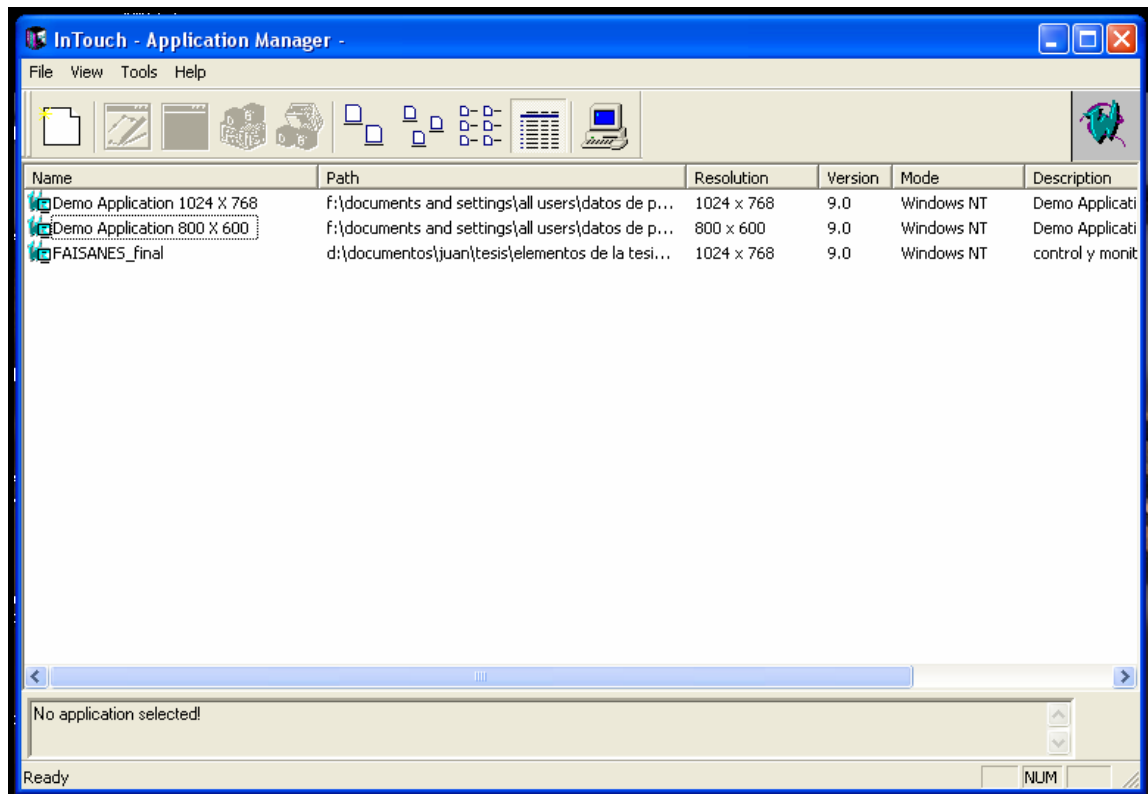 InTouch - Application Manager -
File View Tools Help
Name Path Resolution Version Mode Description
Demo Application 1024 X 768 f:\documents and settings\all users\datos de p... 1024 x 768 9.0 Windows NT Demo Applicati
Demo Application 800 X 600 f:\documents and settings\all users\datos de p... 800 x 600 9.0 Windows NT Demo Applicati
FAISANES_final d:\documentos\juan\tesis\elementos de la tesi... 1024 x 768 9.0 Windows NT control y monit
No application selected!
Ready NUM